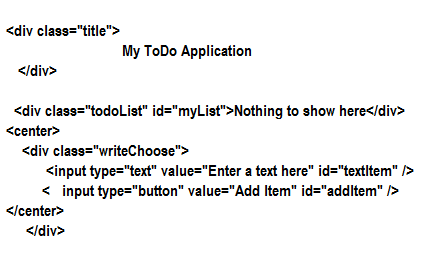 <div class="title">
My ToDo Application
</div>
<div class="todoList" id="myList">Nothing to show here</div>
<center>
<div class="writeChoose">
<input type="text" value="Enter a text here" id="textItem" />
< input type="button" value="Add Item" id="addItem" />
</center>
</div>